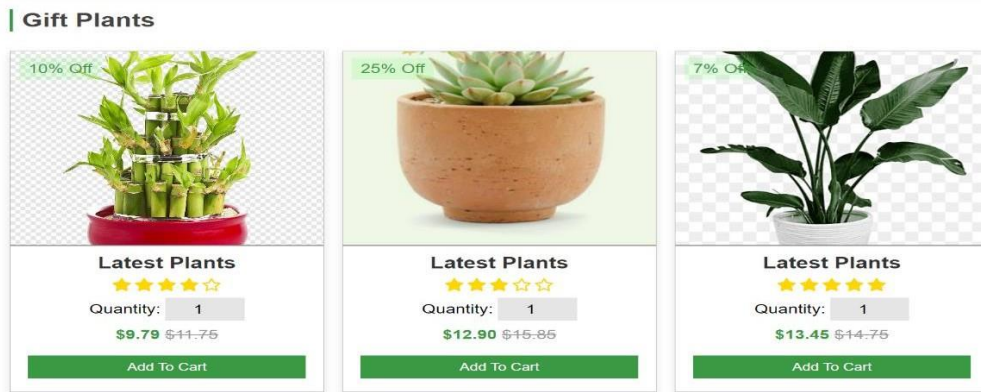 Gift Plants
10% Off
Latest Plants
Quantity: 1
$9.79 $11.75
Add To Cart
25% Off
Latest Plants
Quantity: 1
$12.90 $15.85
Add To Cart
7% Off
Latest Plants
Quantity: 1
$13.45 $14.75
Add To Cart